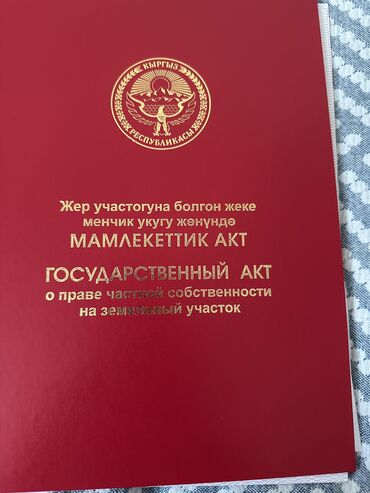 КЫРГЫЗ
РЕСПУБЛИКАСЫ
Жер участогуна болгон жеке
менчик укугу жөнүндө
МАМЛЕКЕТТИК АКТ
ГОСУДАРСТВЕННЫЙ АКТ
о праве частной собственности
на земельный участок